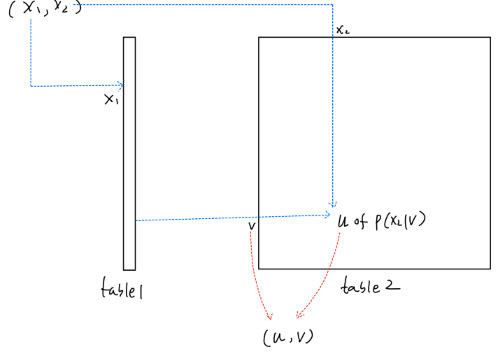 (x₁, x₂)
x₂
x₁
v
u of p(x₂|v)
table1
table2
(u, v)